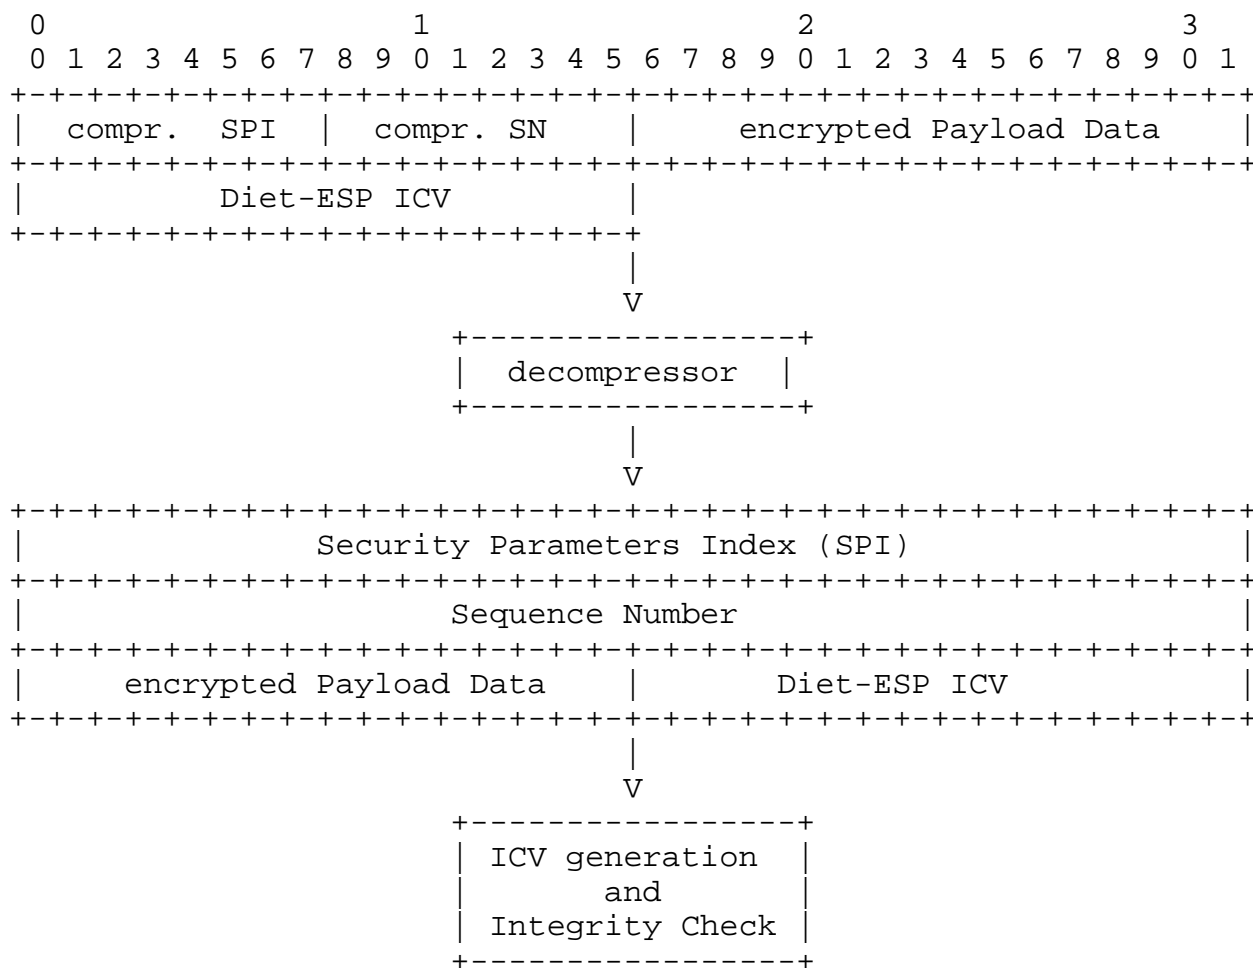 0                   1                   2                   3
 0 1 2 3 4 5 6 7 8 9 0 1 2 3 4 5 6 7 8 9 0 1 2 3 4 5 6 7 8 9 0 1
+-+-+-+-+-+-+-+-+-+-+-+-+-+-+-+-+-+-+-+-+-+-+-+-+-+-+-+-+-+-+-+-+
|  compr.  SPI  |  compr. SN    |     encrypted Payload Data    |
+-+-+-+-+-+-+-+-+-+-+-+-+-+-+-+-+-+-+-+-+-+-+-+-+-+-+-+-+-+-+-+-+
|          Diet-ESP ICV         |
+-+-+-+-+-+-+-+-+-+-+-+-+-+-+-+-+
                                |
                                V
                       +-----------------+
                       |  decompressor  |
                       +-----------------+
                                |
                                V
+-+-+-+-+-+-+-+-+-+-+-+-+-+-+-+-+-+-+-+-+-+-+-+-+-+-+-+-+-+-+-+-+
|               Security Parameters Index (SPI)                 |
+-+-+-+-+-+-+-+-+-+-+-+-+-+-+-+-+-+-+-+-+-+-+-+-+-+-+-+-+-+-+-+-+
|                      Sequence Number                          |
+-+-+-+-+-+-+-+-+-+-+-+-+-+-+-+-+-+-+-+-+-+-+-+-+-+-+-+-+-+-+-+-+
|     encrypted Payload Data    |       Diet-ESP ICV            |
+-+-+-+-+-+-+-+-+-+-+-+-+-+-+-+-+-+-+-+-+-+-+-+-+-+-+-+-+-+-+-+-+
                                |
                                V
                       +-----------------+
                       | ICV generation  |
                       |       and       |
                       | Integrity Check |
                       +-----------------+